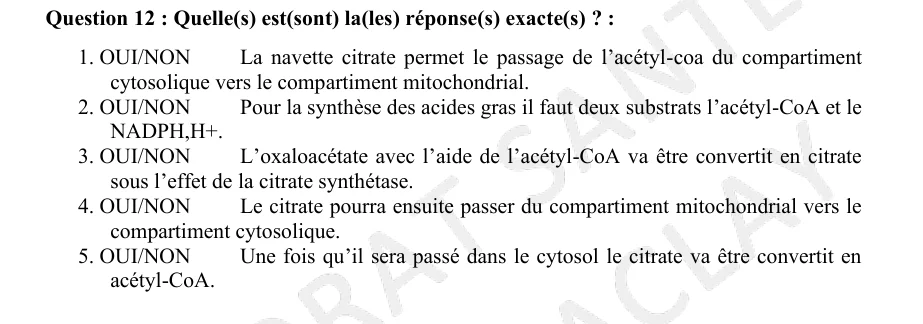 Question 12 : Quelle(s) est(sont) la(les) réponse(s) exacte(s) ? :
1. OUI/NON La navette citrate permet le passage de l'acétyl-coa du compartiment
cytosolique vers le compartiment mitochondrial.
2. OUI/NON Pour la synthèse des acides gras il faut deux substrats l'acétyl-CoA et le
NADPH,H+.
3. OUI/NON L'oxaloacétate avec l'aide de l'acétyl-CoA va être convertit en citrate
sous l'effet de la citrate synthétase.
4. OUI/NON Le citrate pourra ensuite passer du compartiment mitochondrial vers le
compartiment cytosolique.
5. OUI/NON Une fois qu'il sera passé dans le cytosol le citrate va être convertit en
acétyl-CoA.